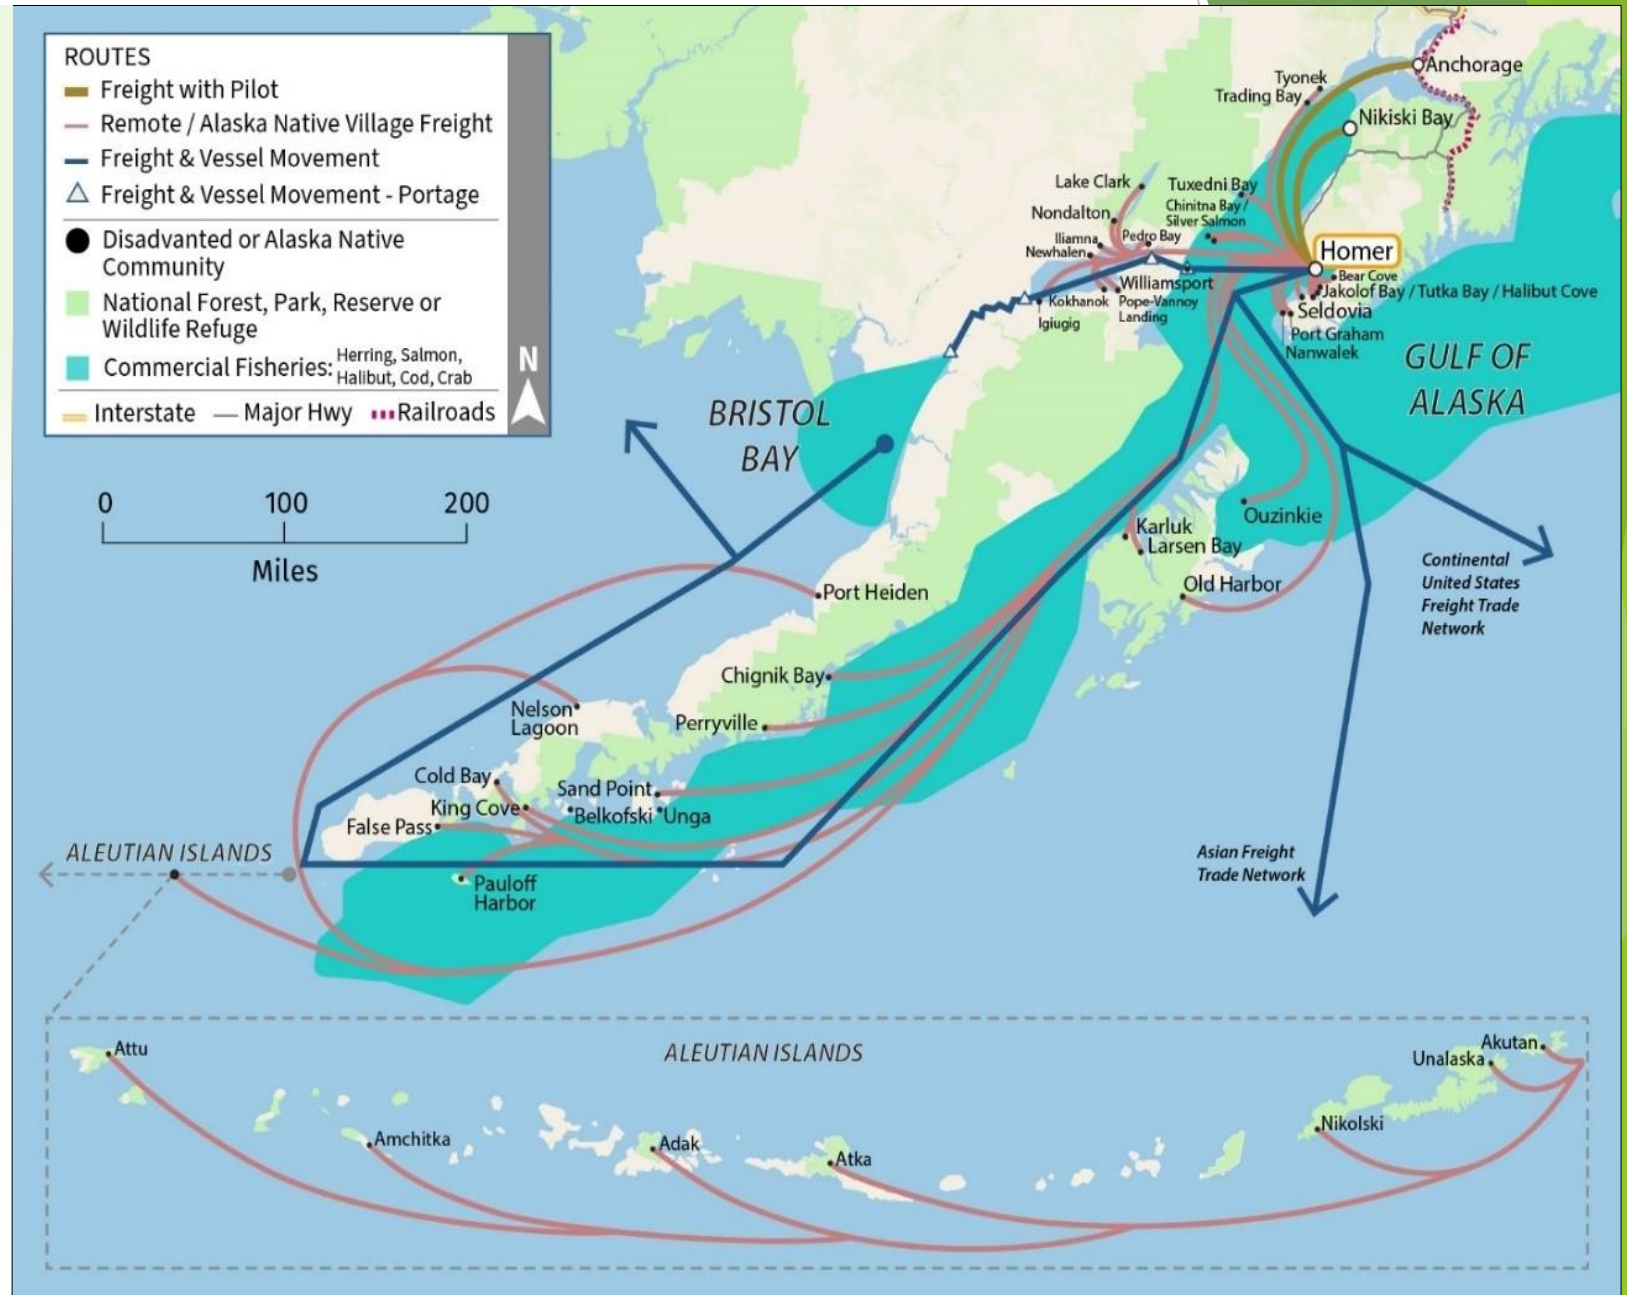 ROUTES
Freight with Pilot
Remote / Alaska Native Village Freight
Freight & Vessel Movement
Freight & Vessel Movement - Portage
Disadvanted or Alaska Native
Community
National Forest, Park, Reserve or
Wildlife Refuge
Commercial Fisheries: Herring, Salmon,
Halibut, Cod, Crab
Interstate
Major Hwy
Railroads
N
0 100 200
Miles
Anchorage
Tyonek
Trading Bay
Nikiski Bay
Lake Clark
Tuxedni Bay
Chinitna Bay /
Silver Salmon
Nondalton
Iliamna
Newhalen
Pedro Bay
Homer
Bear Cove
Jakolof Bay / Tutka Bay / Halibut Cove
Seldovia
Port Graham
Nanwalek
Williamsport
Kokhanok
Pope-Vannoy
Landing
Igiugig
GULF OF
ALASKA
BRISTOL
BAY
Ouzinkie
Karluk
Larsen Bay
Old Harbor
Continental
United States
Freight Trade
Network
Port Heiden
Chignik Bay
Nelson
Lagoon
Perryville
Cold Bay
Sand Point
King Cove
Belkofski
Unga
False Pass
ALEUTIAN ISLANDS
Pauloff
Harbor
Asian Freight
Trade Network
ALEUTIAN ISLANDS
Attu
Akutan
Unalaska
Nikolski
Amchitka
Adak
Atka